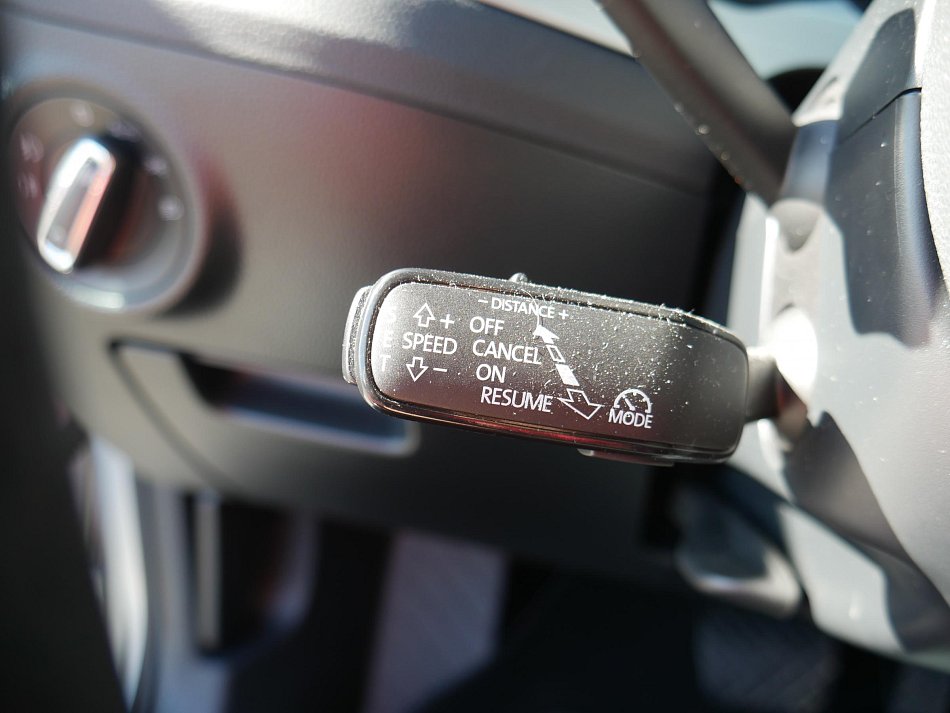 - DISTANCE +
+ OFF
SPEED CANCEL
- ON
RESUME
MODE